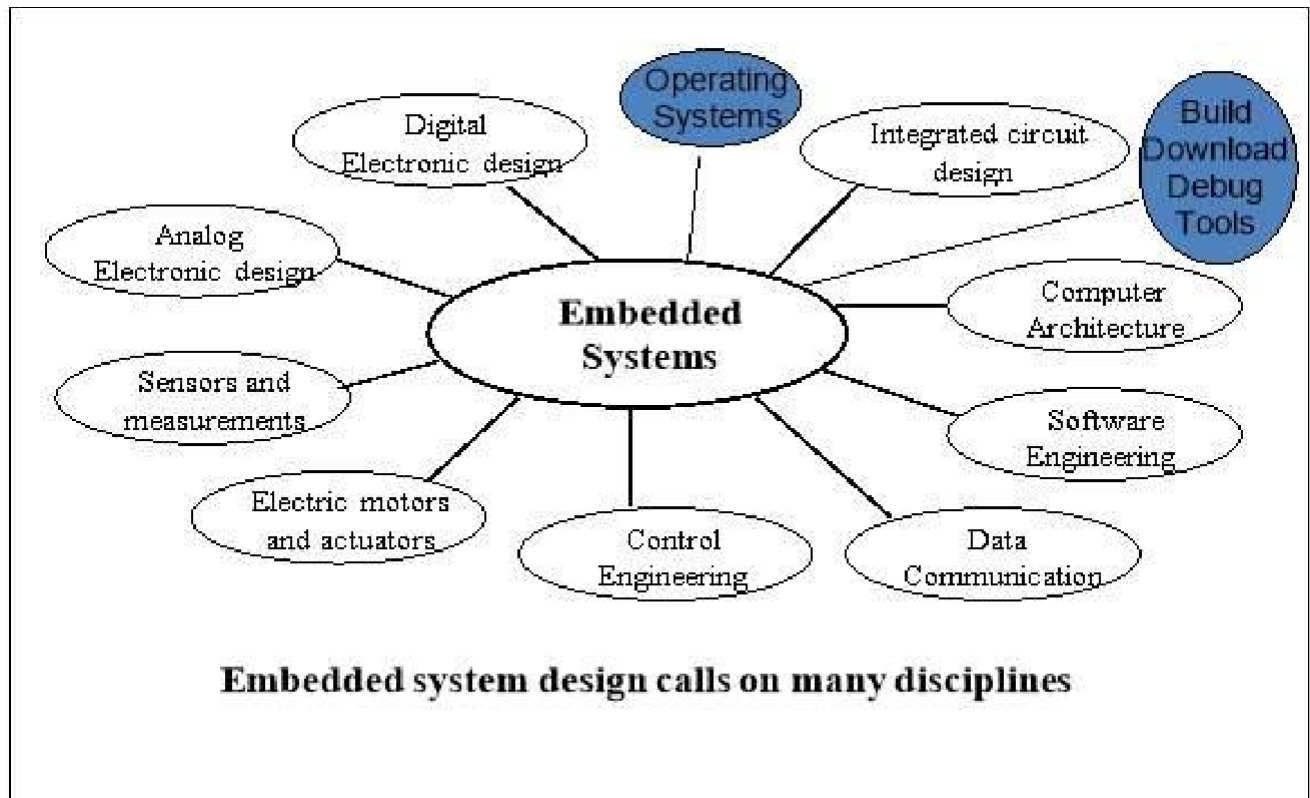 Operating
Systems
Build
Download
Debug
Tools
Digital
Electronic design
Integrated circuit
design
Analog
Electronic design
Embedded
Systems
Computer
Architecture
Sensors and
measurements
Software
Engineering
Electric motors
and actuators
Control
Engineering
Data
Communication
Embedded system design calls on many disciplines